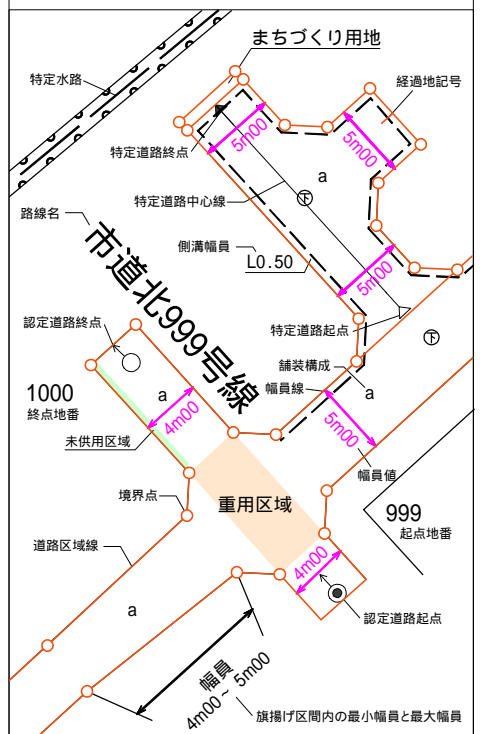 まちづくり用地
特定水路
経過地記号
5m00
5m00
特定道路終点
a
特定道路中心線
下
路線名
側溝幅員
L0.50
5m00
市道北999号線
認定道路終点
特定道路起点
下
舗装構成
a
幅員線
a
1000
終点地番
4m00
5m00
未供用区域
幅員値
境界点
重用区域
999
起点地番
道路区域線
4m00
a
認定道路起点
幅員
4m00～5m00
旗揚げ区間内の最小幅員と最大幅員